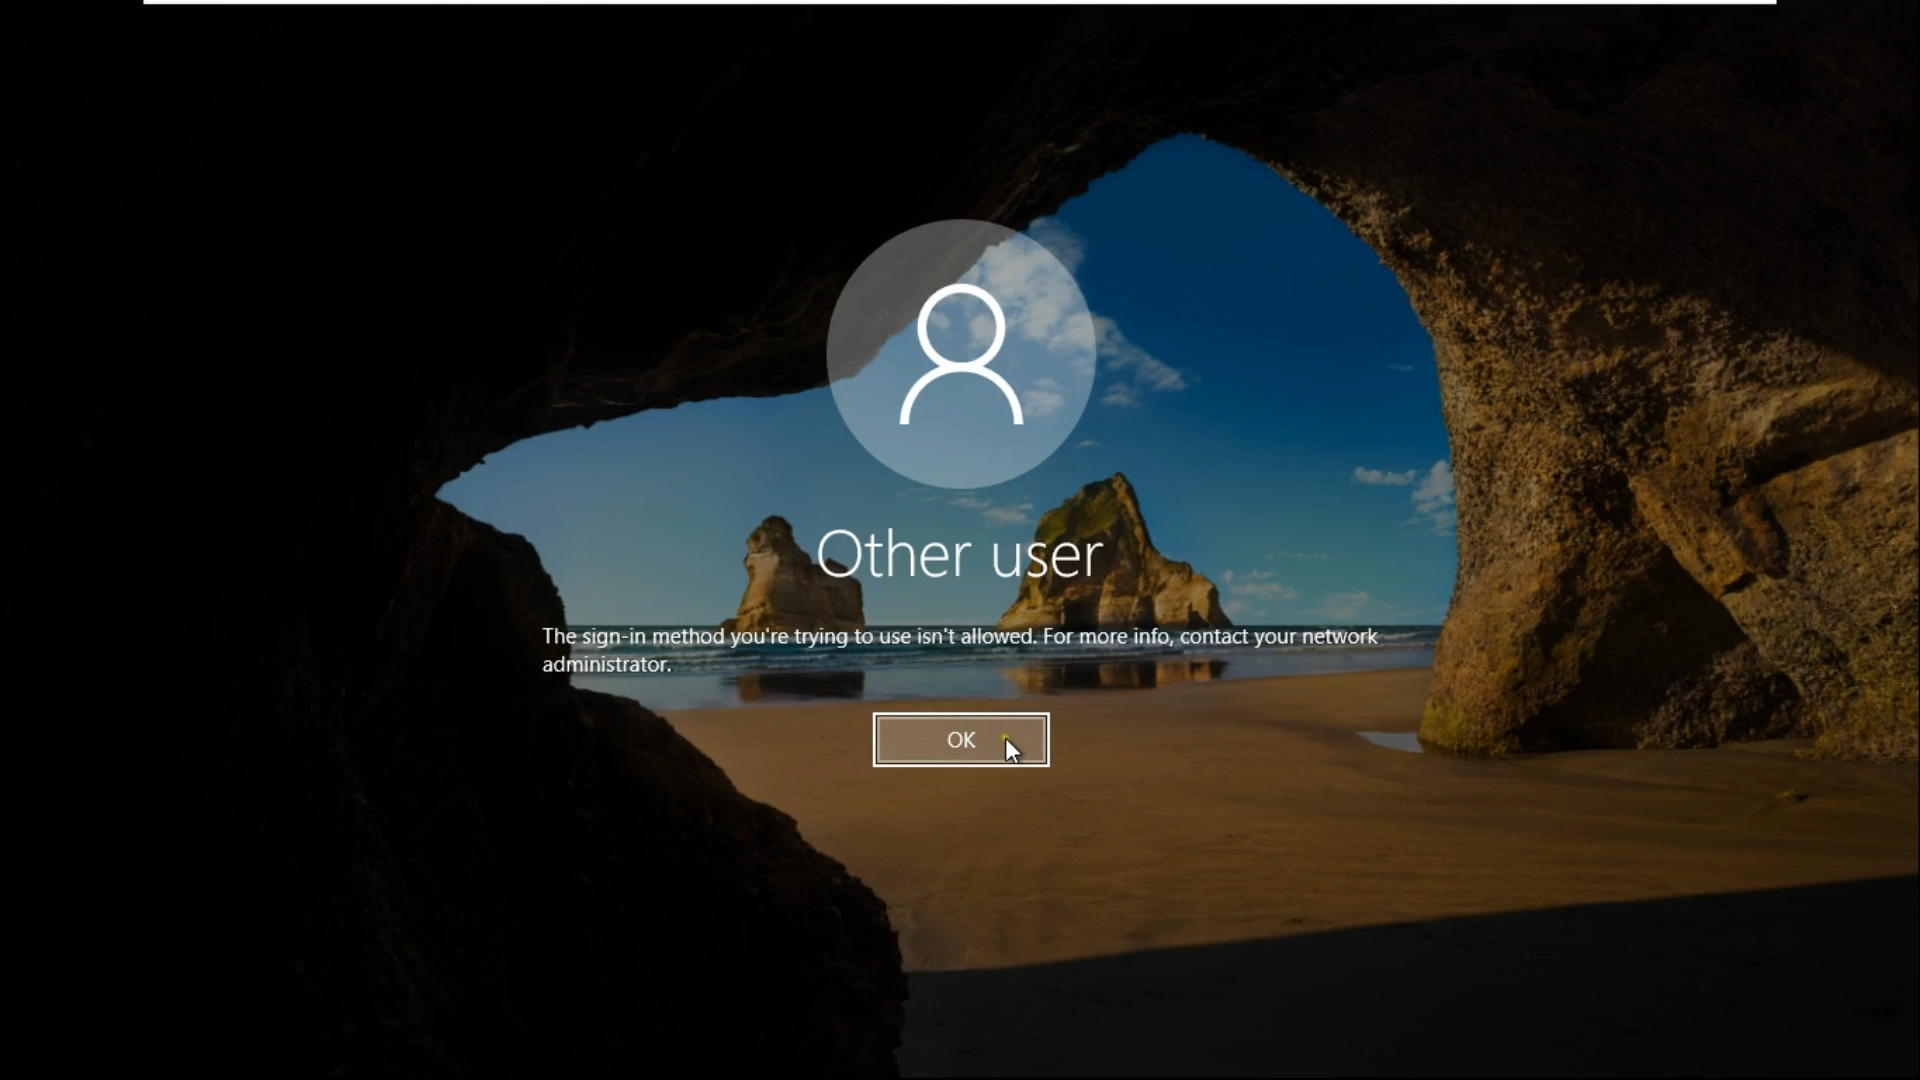 Other user
The sign-in method you're trying to use isn't allowed. For more info, contact your network
administrator.
OK